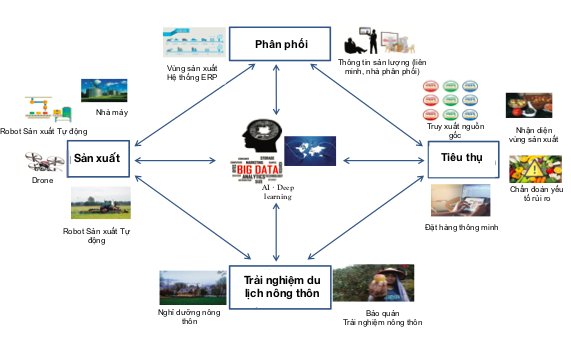 Phân phối
Vùng sản xuất
Hệ thống ERP
Thông tin sản lượng (liên
minh, nhà phân phối)
Nhà máy
Robot Sản xuất Tự động
Truy xuất nguồn
gốc
Nhận diện
vùng sản xuất
Sản xuất
BIG DATA
ANALYTICS
MARKETING
STORAGE
AI · Deep
learning
Tiêu thụ
Drone
Chẩn đoán yếu
tố rủi ro
Robot Sản xuất Tự
động
Đặt hàng thông minh
Trải nghiệm du
lịch nông thôn
Nghỉ dưỡng nông
thôn
Bảo quản
Trải nghiệm nông thôn